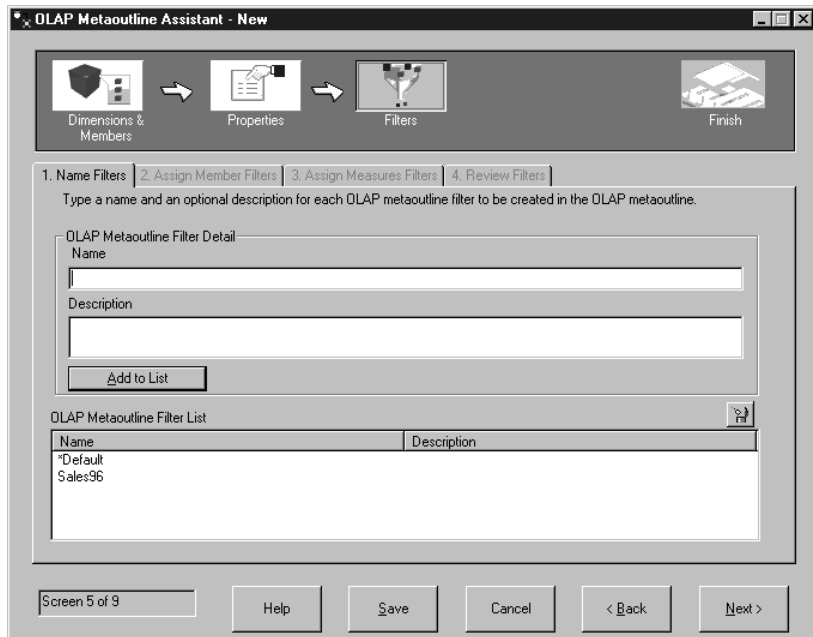 OLAP Metaoutline Assistant - New
Dimensions &
Members
Properties
Filters
Finish
1. Name Filters
2. Assign Member Filters
3. Assign Measures Filters
4. Review Filters
Type a name and an optional description for each OLAP metaoutline filter to be created in the OLAP metaoutline.
OLAP Metaoutline Filter Detail
Name
Description
Add to List
OLAP Metaoutline Filter List
Name Description
*Default
Sales96
Screen 5 of 9
Help
Save
Cancel
< Back
Next >